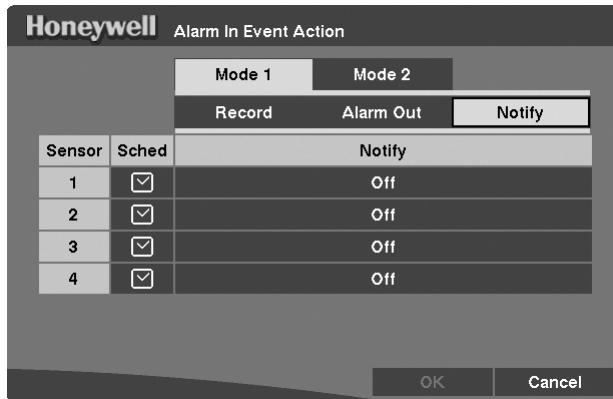 Honeywell Alarm In Event Action
Mode 1 Mode 2
Record Alarm Out Notify
Sensor Sched Notify
1 Off
2 Off
3 Off
4 Off
OK Cancel